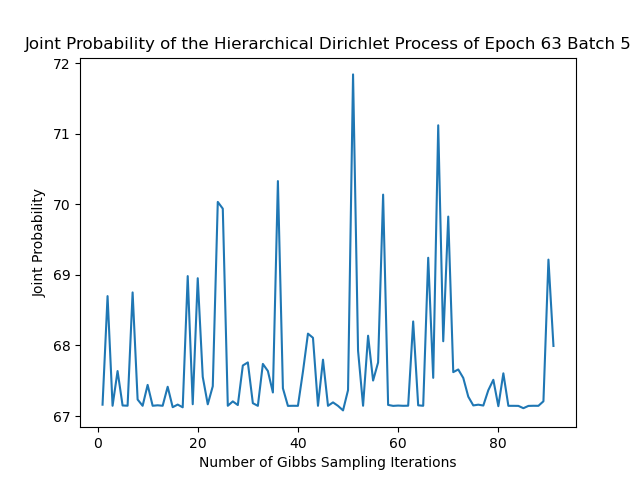 Joint Probability of the Hierarchical Dirichlet Process of Epoch 63 Batch 5
72
71
70
69
68
67
Joint Probability
0 20 40 60 80
Number of Gibbs Sampling Iterations